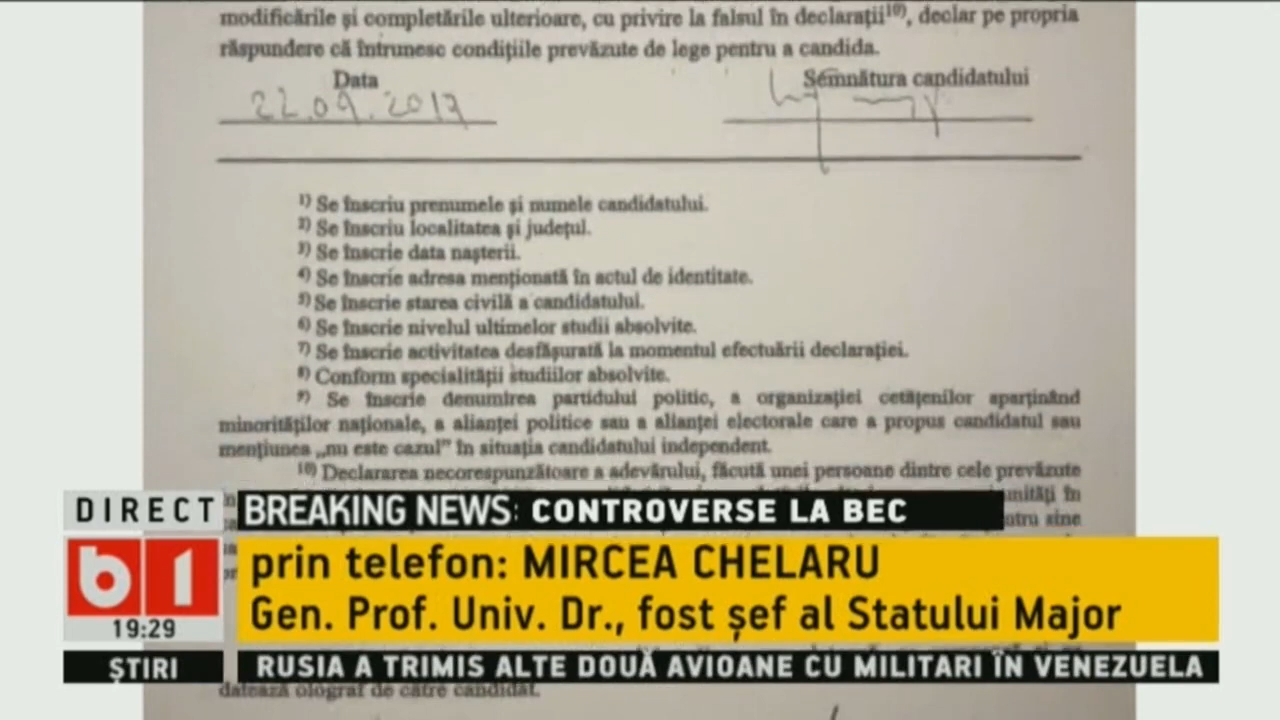 modificările și completările ulterioare, cu privire la falsul în declarații¹⁰⁾, declar pe propria
răspundere că întrunesc condițiile prevăzute de lege pentru a candida.
Data
Semnătura candidatului
22.09.2017
¹⁾ Se înscriu prenumele și numele candidatului.
²⁾ Se înscriu localitatea și județul.
³⁾ Se înscrie data nașterii.
⁴⁾ Se înscrie adresa menționată în actul de identitate.
⁵⁾ Se înscrie starea civilă a candidatului.
⁶⁾ Se înscrie nivelul ultimelor studii absolvite.
⁷⁾ Se înscrie activitatea desfășurată la momentul efectuării declarației.
⁸⁾ Conform specialității studiilor absolvite.
⁹⁾ Se înscrie denumirea partidului politic, a organizației cetățenilor aparținând
minorităților naționale, a alianței politice sau a alianței electorale care a propus candidatul sau
mențiunea „nu este cazul” în situația candidatului independent.
¹⁰⁾ Declararea necorespunzătoare a adevărului, făcută unei persoane dintre cele prevăzute
în
DIRECT
BREAKING NEWS: CONTROVERSE LA BEC
b1
prin telefon: MIRCEA CHELARU
Gen. Prof. Univ. Dr., fost șef al Statului Major
19:29
ȘTIRI
RUSIA A TRIMIS ALTE DOUĂ AVIOANE CU MILITARI ÎN VENEZUELA
datează olograf de către candidat.